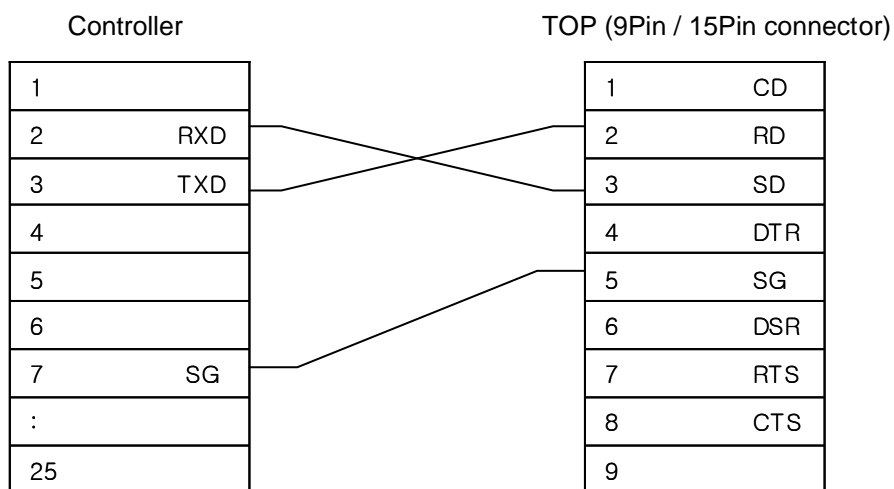 Controller TOP (9Pin / 15Pin connector)
1 1 CD
2 RXD 2 RD
3 TXD 3 SD
4 4 DTR
5 5 SG
6 6 DSR
7 SG 7 RTS
: 8 CTS
25 9